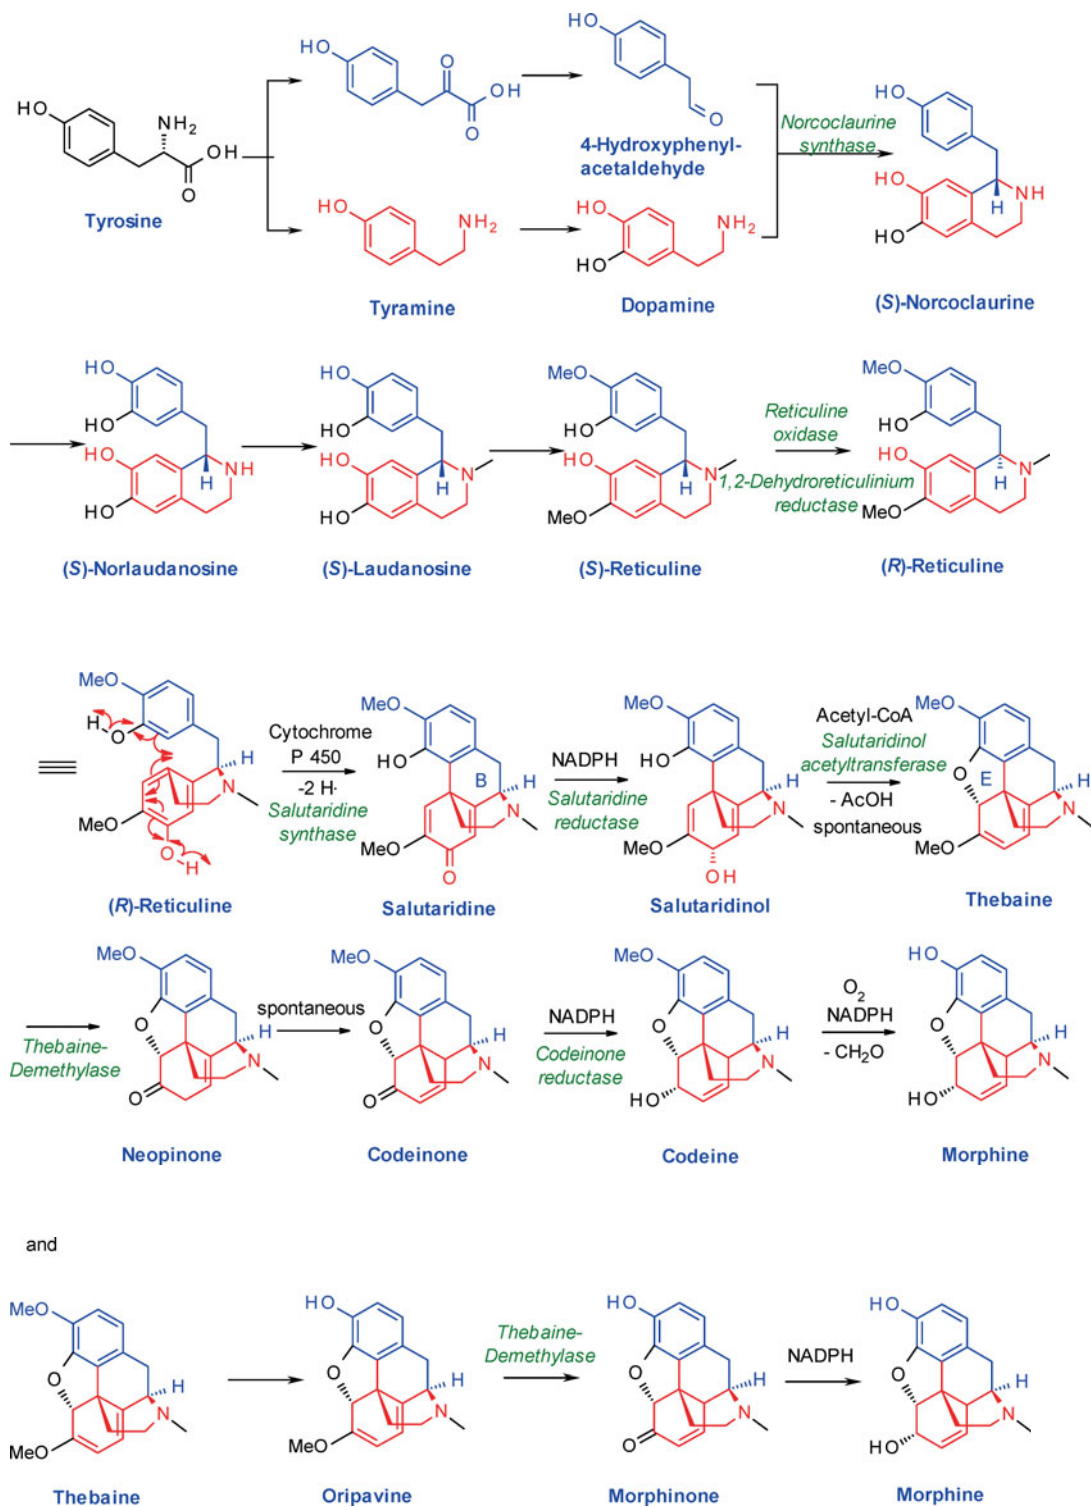 HO
NH2
OH
O
Tyrosine
HO
O
OH
O
HO
O
4-Hydroxyphenyl-
acetaldehyde
HO
NH2
Tyramine
HO
HO
NH2
Dopamine
Norcoclaurine
synthase
HO
HO
HO
NH
H
(S)-Norcoclaurine
HO
HO
HO
HO
NH
H
(S)-Norlaudanosine
HO
HO
HO
HO
N
H
(S)-Laudanosine
MeO
HO
HO
MeO
N
H
(S)-Reticuline
Reticuline
oxidase
1,2-Dehydroreticulinium
reductase
MeO
HO
HO
MeO
N
H
(R)-Reticuline
MeO
H
O
H
N
MeO
O
H
(R)-Reticuline
Cytochrome
P 450
-2 H·
Salutaridine
synthase
MeO
HO
B
H
N
MeO
O
Salutaridine
NADPH
Salutaridine
reductase
MeO
HO
H
N
MeO
OH
Salutaridinol
Acetyl-CoA
Salutaridinol
acetyltransferase
- AcOH
spontaneous
MeO
O
E
H
N
MeO
Thebaine
Thebaine-
Demethylase
MeO
O
H
N
O
Neopinone
spontaneous
MeO
O
H
N
O
Codeinone
NADPH
Codeinone
reductase
MeO
O
H
N
HO
Codeine
O2
NADPH
- CH2O
HO
O
H
N
HO
Morphine
and
MeO
O
H
N
MeO
Thebaine
HO
O
H
N
MeO
Oripavine
Thebaine-
Demethylase
HO
O
H
N
O
Morphinone
NADPH
HO
O
H
N
HO
Morphine